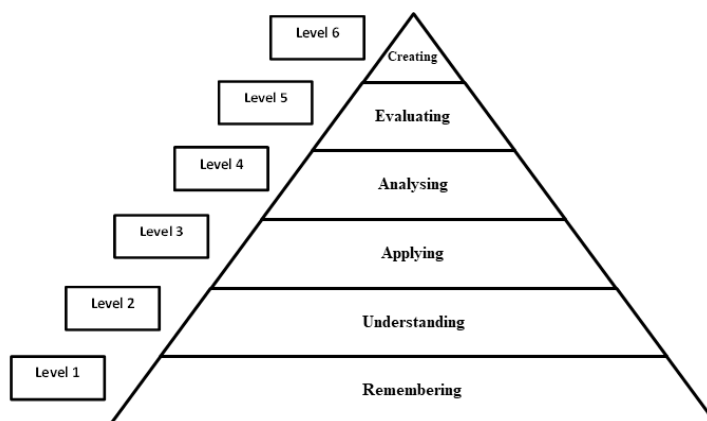 Level 6
Creating
Level 5
Evaluating
Level 4
Analysing
Level 3
Applying
Level 2
Understanding
Level 1
Remembering